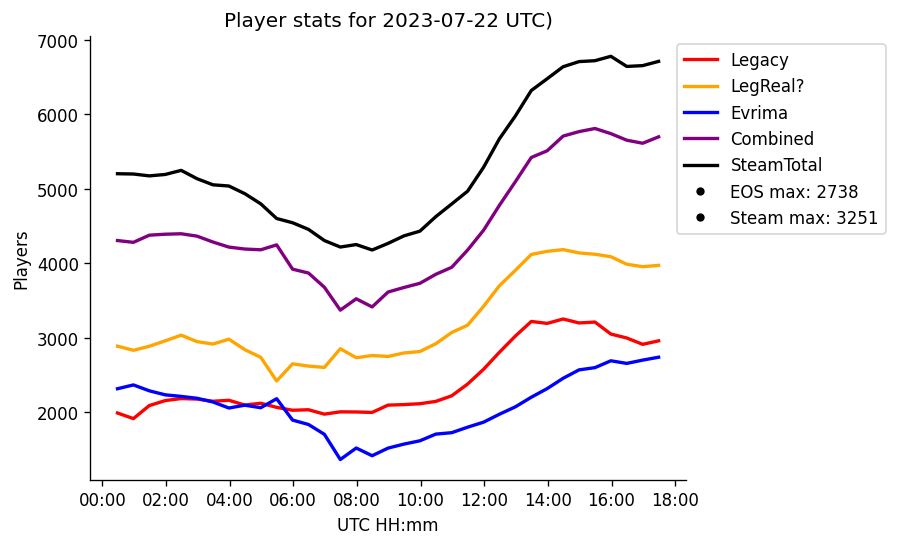 Player stats for 2023-07-22 UTC)
7000
6000
5000
4000
3000
2000
Players
00:00 02:00 04:00 06:00 08:00 10:00 12:00 14:00 16:00 18:00
UTC HH:mm
Legacy
LegReal?
Evrima
Combined
SteamTotal
EOS max: 2738
Steam max: 3251